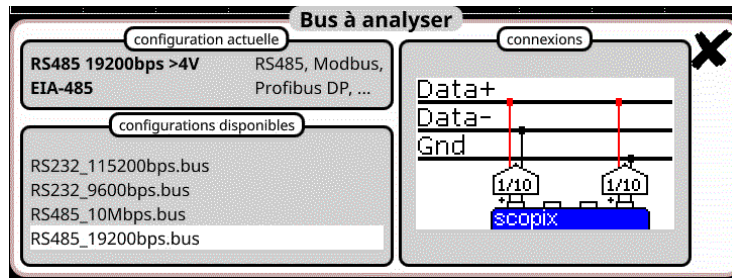 Bus à analyser
configuration actuelle
RS485 19200bps >4V RS485, Modbus,
EIA-485 Profibus DP, ...
configurations disponibles
RS232_115200bps.bus
RS232_9600bps.bus
RS485_10Mbps.bus
RS485_19200bps.bus
connexions
Data+
Data-
Gnd
1/10 1/10
+ +
scopix